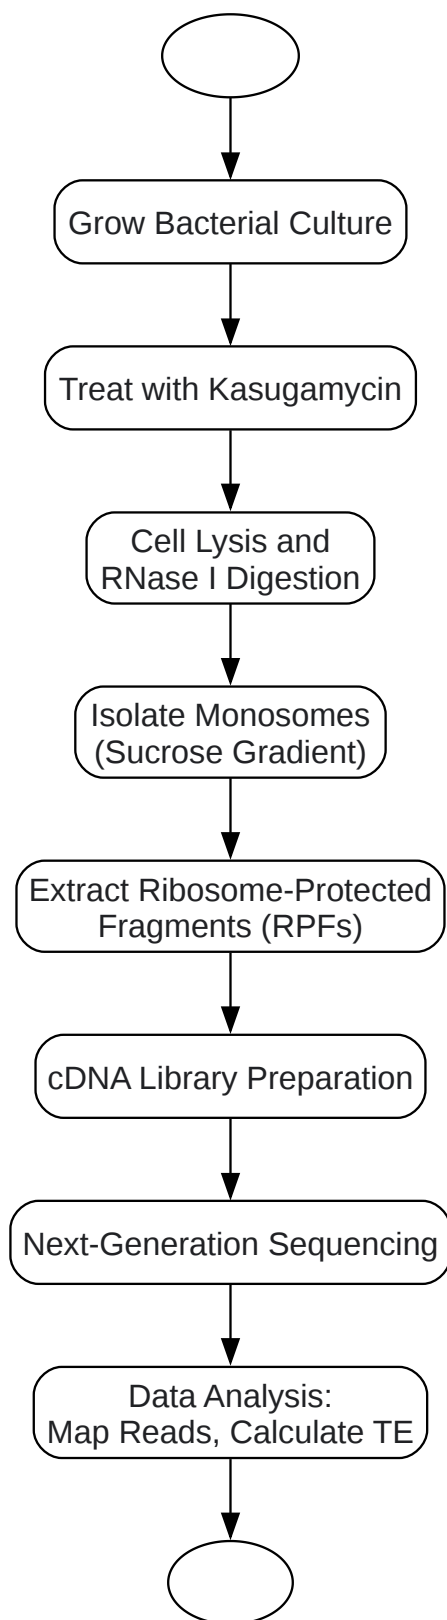 Grow Bacterial Culture
Treat with Kasugamycin
Cell Lysis and
RNase I Digestion
Isolate Monosomes
(Sucrose Gradient)
Extract Ribosome-Protected
Fragments (RPFs)
cDNA Library Preparation
Next-Generation Sequencing
Data Analysis:
Map Reads, Calculate TE